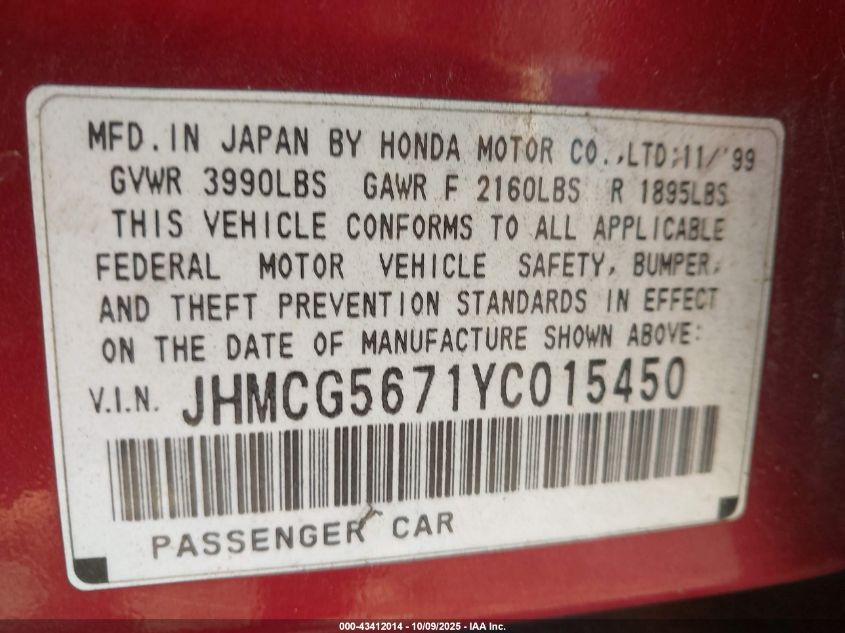 MFD. IN JAPAN BY HONDA MOTOR CO.,LTD;11/'99
GVWR 3990LBS GAWR F 2160LBS R 1895LBS
THIS VEHICLE CONFORMS TO ALL APPLICABLE
FEDERAL MOTOR VEHICLE SAFETY, BUMPER,
AND THEFT PREVENTION STANDARDS IN EFFECT
ON THE DATE OF MANUFACTURE SHOWN ABOVE:
V.I.N. JHMCG5671YC015450
PASSENGER CAR
000-43412014 - 10/09/2025 - IAA Inc.